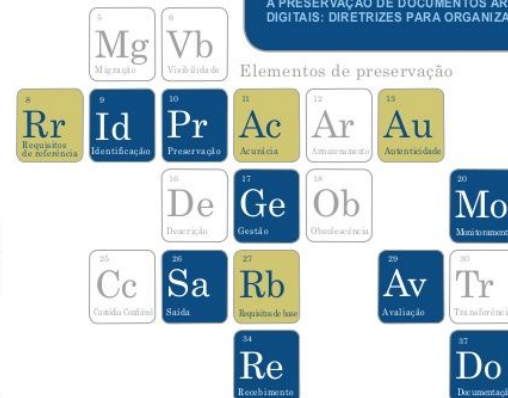 A PRESERVAÇÃO DE DOCUMENTOS AR
DIGITAIS: DIRETRIZES PARA ORGANIZA
5
Mg
Migração
6
Vb
Visibilidade
Elementos de preservação
8
Rr
Requisitos
de referência
9
Id
Identificação
10
Pr
Preservação
11
Ac
Acurácia
12
Ar
Armazenamento
13
Au
Autenticidade
16
De
Descrição
17
Ge
Gestão
18
Ob
Obsolescência
20
Mo
Monitorament
25
Cc
Custódia Confiável
26
Sa
Saída
27
Rb
Requisitos de base
29
Av
Avaliação
30
Tr
Transferênci
34
Re
Recebimento
37
Do
Documentaçã